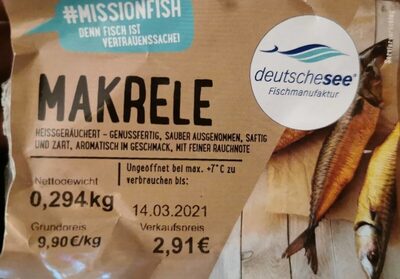 #MISSIONFISH
DENN FISCH IST
VERTRAUENSSACHE!
deutschesee®
Fischmanufaktur
MAKRELE
HEISSGERÄUCHERT – GENUSSFERTIG, SAUBER AUSGENOMMEN, SAFTIG
UND ZART, AROMATISCH IM GESCHMACK, MIT FEINER RAUCHNOTE
Ungeöffnet bei max. +7°C zu
verbrauchen bis:
Nettogewicht
0,294kg
14.03.2021
Grundpreis
Verkaufspreis
9,90€/kg
2,91€